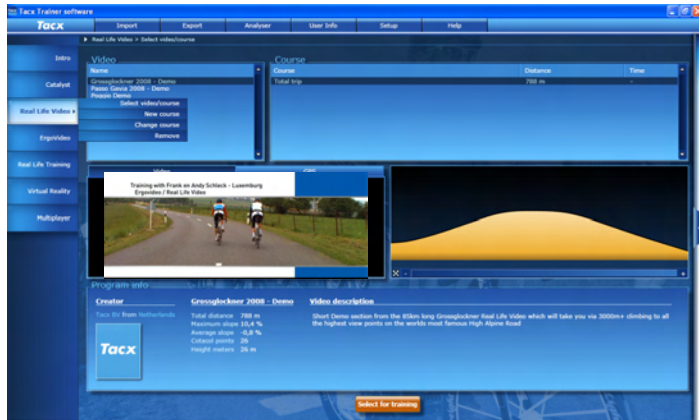 Tacx Trainer software
Tacx Import Export Analyser User Info Setup Help
Real Life Video > Select video/course
Intro
Catalyst
Real Life Video
ErgoVideo
Real Life Training
Virtual Reality
Multiplayer
Video
Name
Grossglockner 2008 - Demo
Passo Gavia 2008 - Demo
Poggio Demo
Select video/course
New course
Change course
Remove
Course
Course Distance Time
Total trip 788 m -
Video GPS
Training with Frank en Andy Schleck - Luxemburg
Ergovideo / Real Life Video
Program info
Creator
Tacx BV from Netherlands
Tacx
Grossglockner 2008 - Demo
Total distance 788 m
Maximum slope 10,4 %
Average slope -0,8 %
Cotacol points 26
Height meters 26 m
Video description
Short Demo section from the 85km long Grossglockner Real Life Video which will take you via 3000m+ climbing to all
the highest view points on the worlds most famous High Alpine Road
Select for training